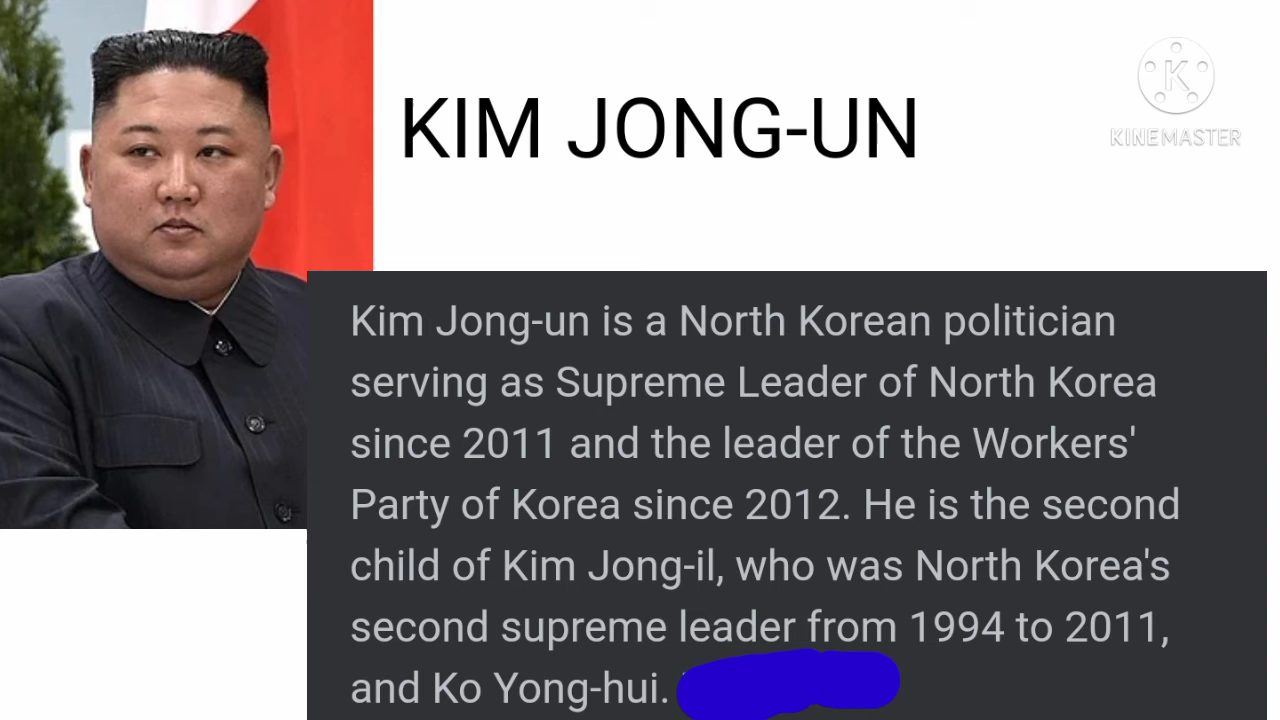 KIM JONG-UN
KINEMASTER
Kim Jong-un is a North Korean politician
serving as Supreme Leader of North Korea
since 2011 and the leader of the Workers'
Party of Korea since 2012. He is the second
child of Kim Jong-il, who was North Korea's
second supreme leader from 1994 to 2011,
and Ko Yong-hui.